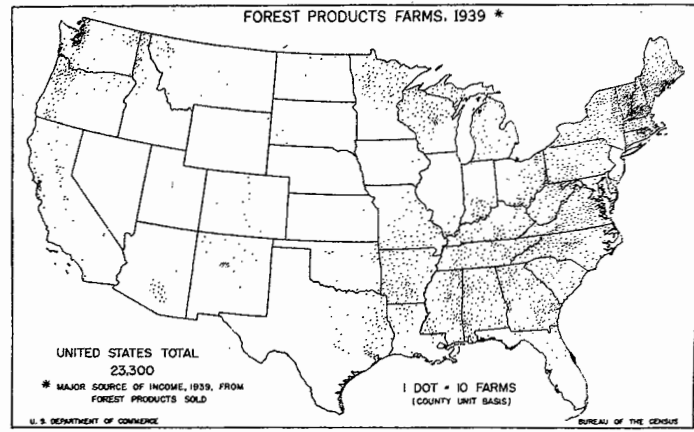 FOREST PRODUCTS FARMS, 1939 *
UNITED STATES TOTAL
23,300
* MAJOR SOURCE OF INCOME, 1939, FROM
FOREST PRODUCTS SOLD
1 DOT = 10 FARMS
(COUNTY UNIT BASIS)
U. S. DEPARTMENT OF COMMERCE
BUREAU OF THE CENSUS